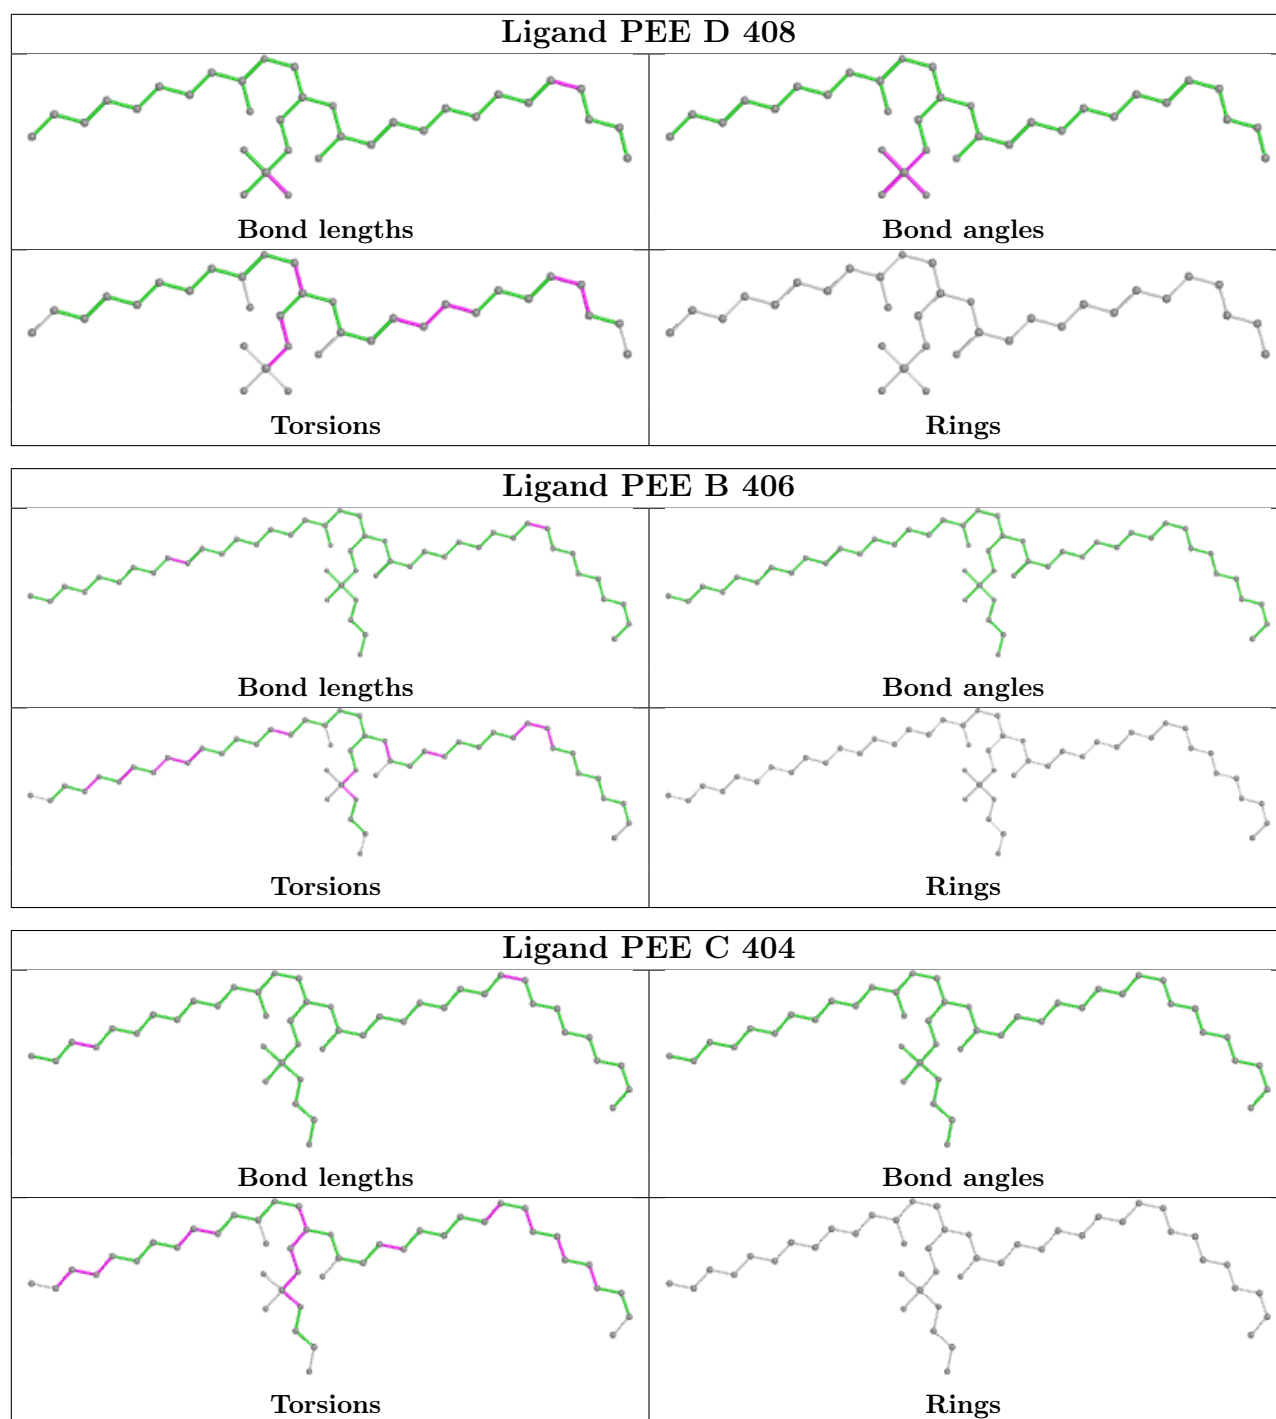 Ligand PEE D 408
Bond lengths
Bond angles
Torsions
Rings
Ligand PEE B 406
Bond lengths
Bond angles
Torsions
Rings
Ligand PEE C 404
Bond lengths
Bond angles
Torsions
Rings